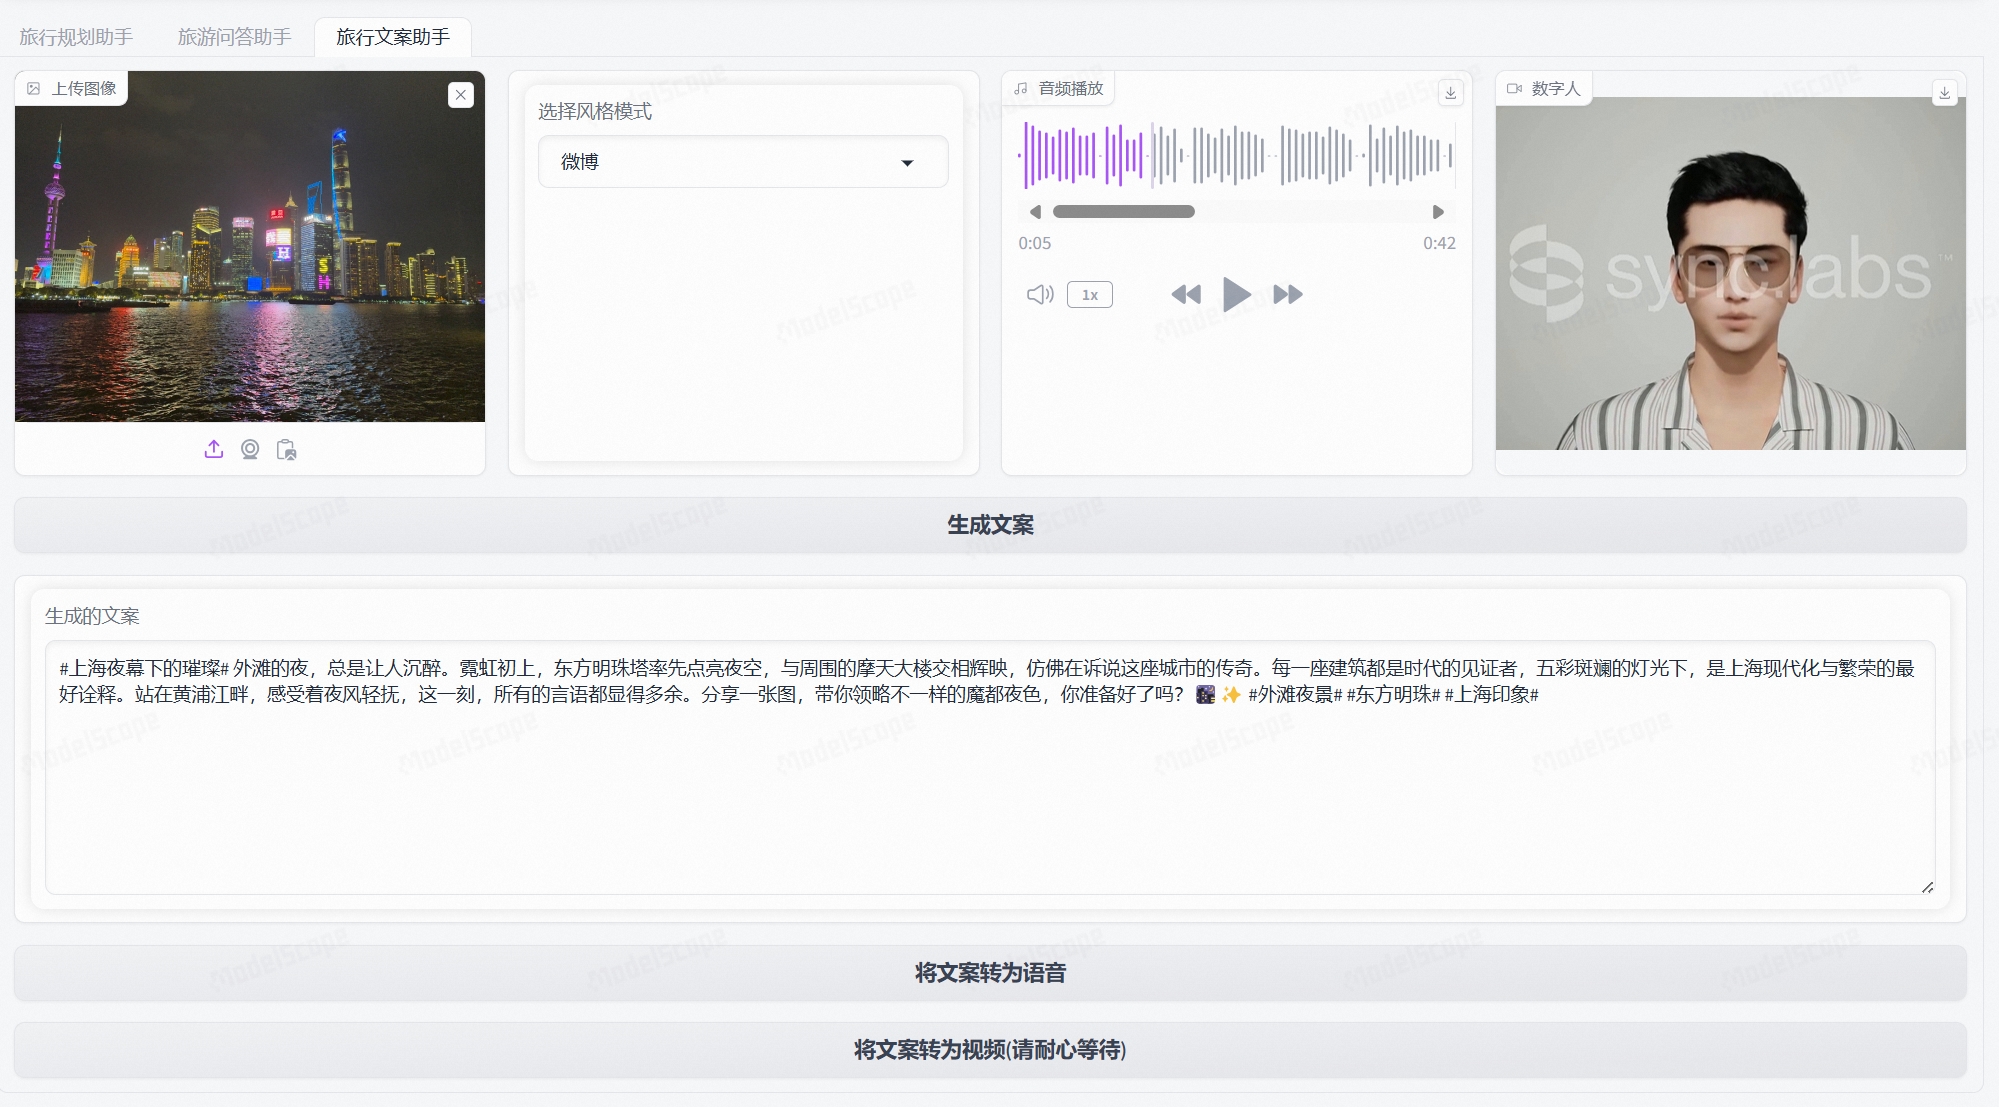 旅行规划助手
旅游问答助手
旅行文案助手
上传图像
选择风格模式
微博
音频播放
0:05
0:42
1x
数字人
sync.labs™
生成文案
生成的文案
#上海夜幕下的璀璨# 外滩的夜，总是让人沉醉。霓虹初上，东方明珠塔率先点亮夜空，与周围的摩天大楼交相辉映，仿佛在诉说这座城市的传奇。每一座建筑都是时代的见证者，五彩斑斓的灯光下，是上海现代化与繁荣的最
好诠释。站在黄浦江畔，感受着夜风轻抚，这一刻，所有的言语都显得多余。分享一张图，带你领略不一样的魔都夜色，你准备好了吗？🎆✨ #外滩夜景# #东方明珠# #上海印象#
将文案转为语音
将文案转为视频(请耐心等待)
ModelScope